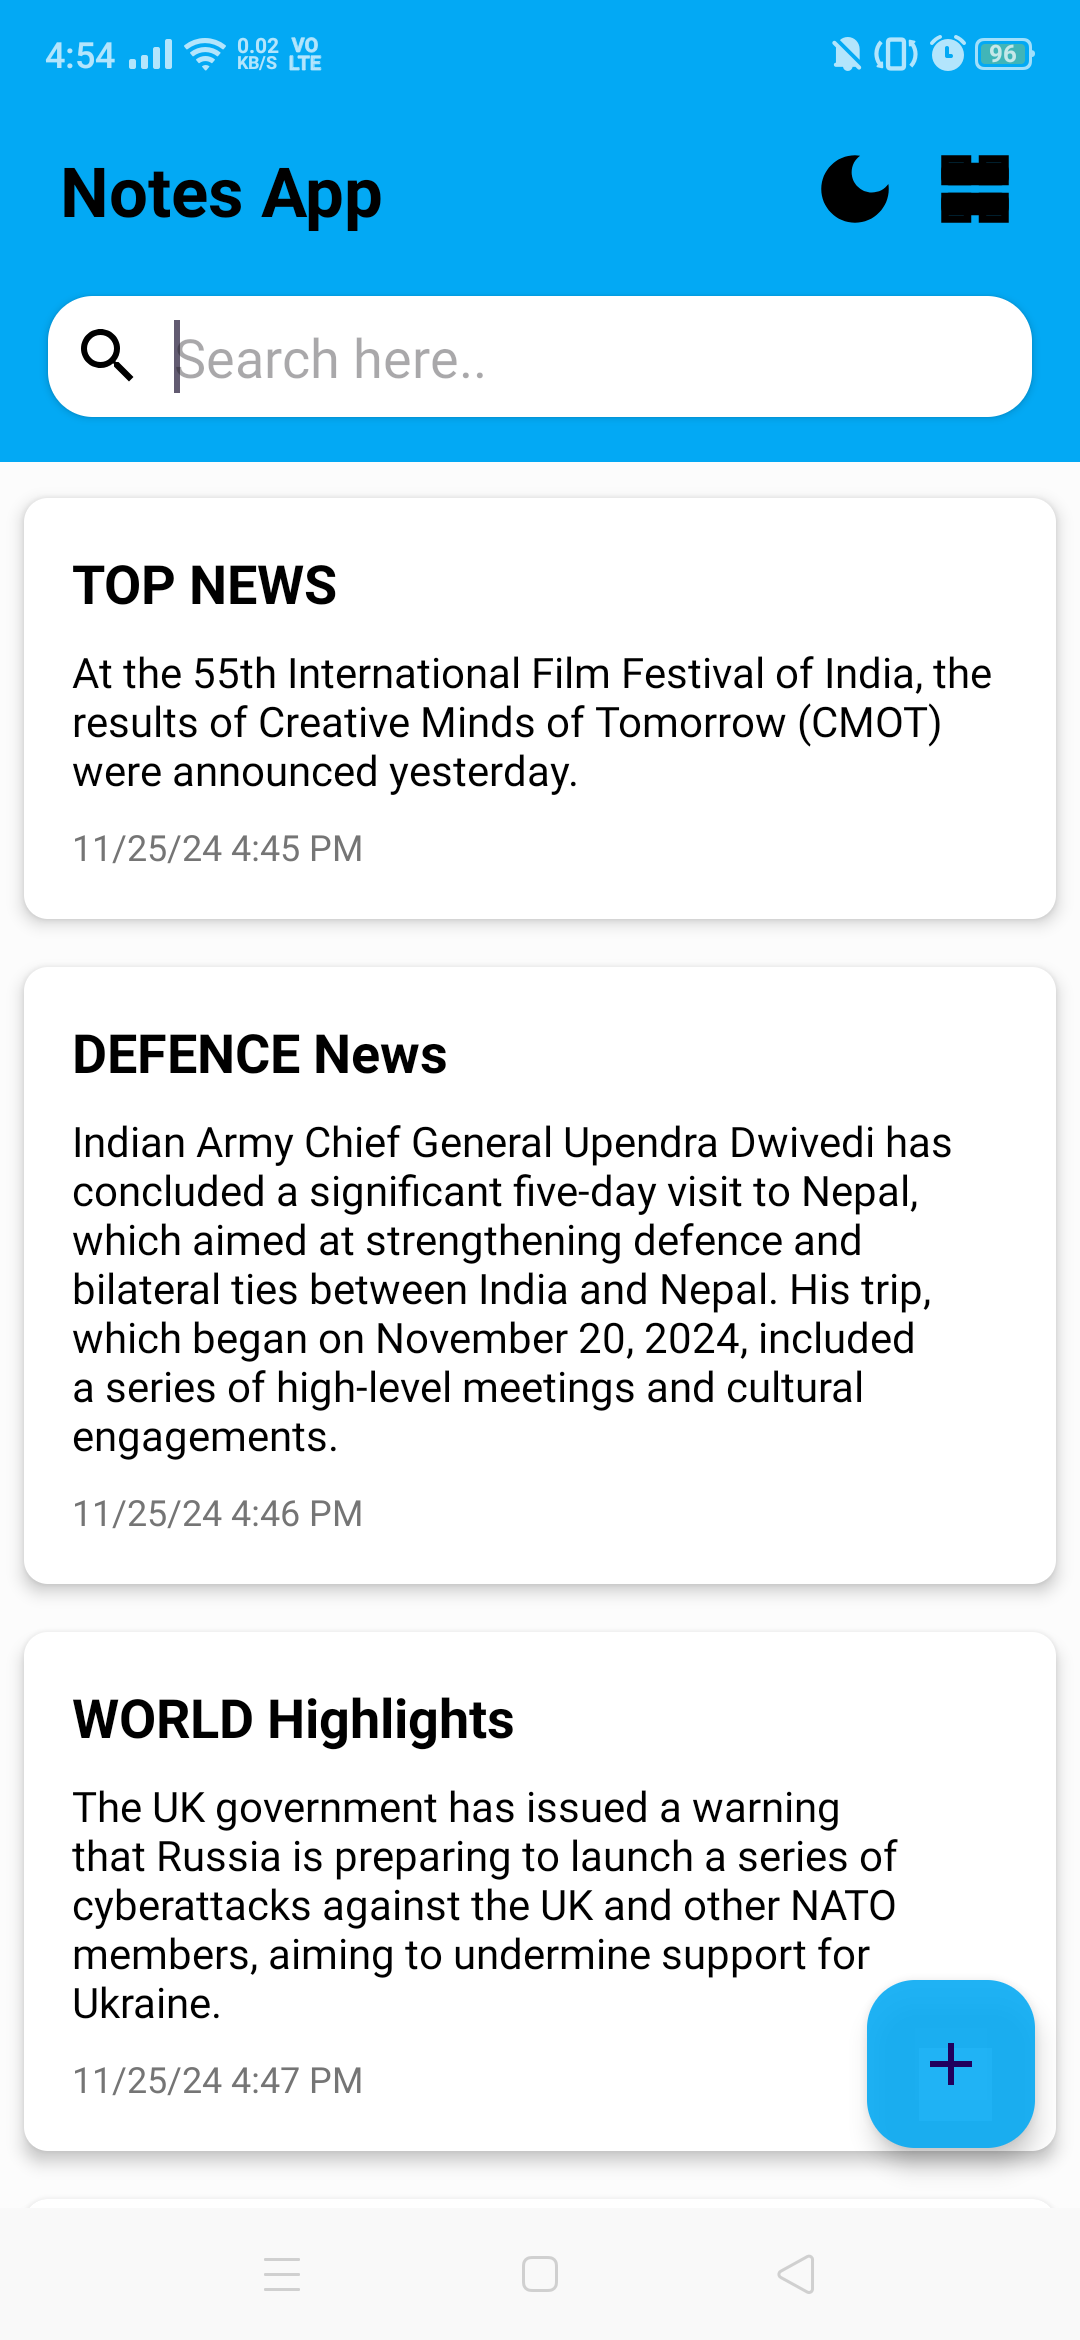 4:54 0.02 KB/S VO LTE 96
Notes App
Search here..
TOP NEWS
At the 55th International Film Festival of India, the
results of Creative Minds of Tomorrow (CMOT)
were announced yesterday.
11/25/24 4:45 PM
DEFENCE News
Indian Army Chief General Upendra Dwivedi has
concluded a significant five-day visit to Nepal,
which aimed at strengthening defence and
bilateral ties between India and Nepal. His trip,
which began on November 20, 2024, included
a series of high-level meetings and cultural
engagements.
11/25/24 4:46 PM
WORLD Highlights
The UK government has issued a warning
that Russia is preparing to launch a series of
cyberattacks against the UK and other NATO
members, aiming to undermine support for
Ukraine.
11/25/24 4:47 PM